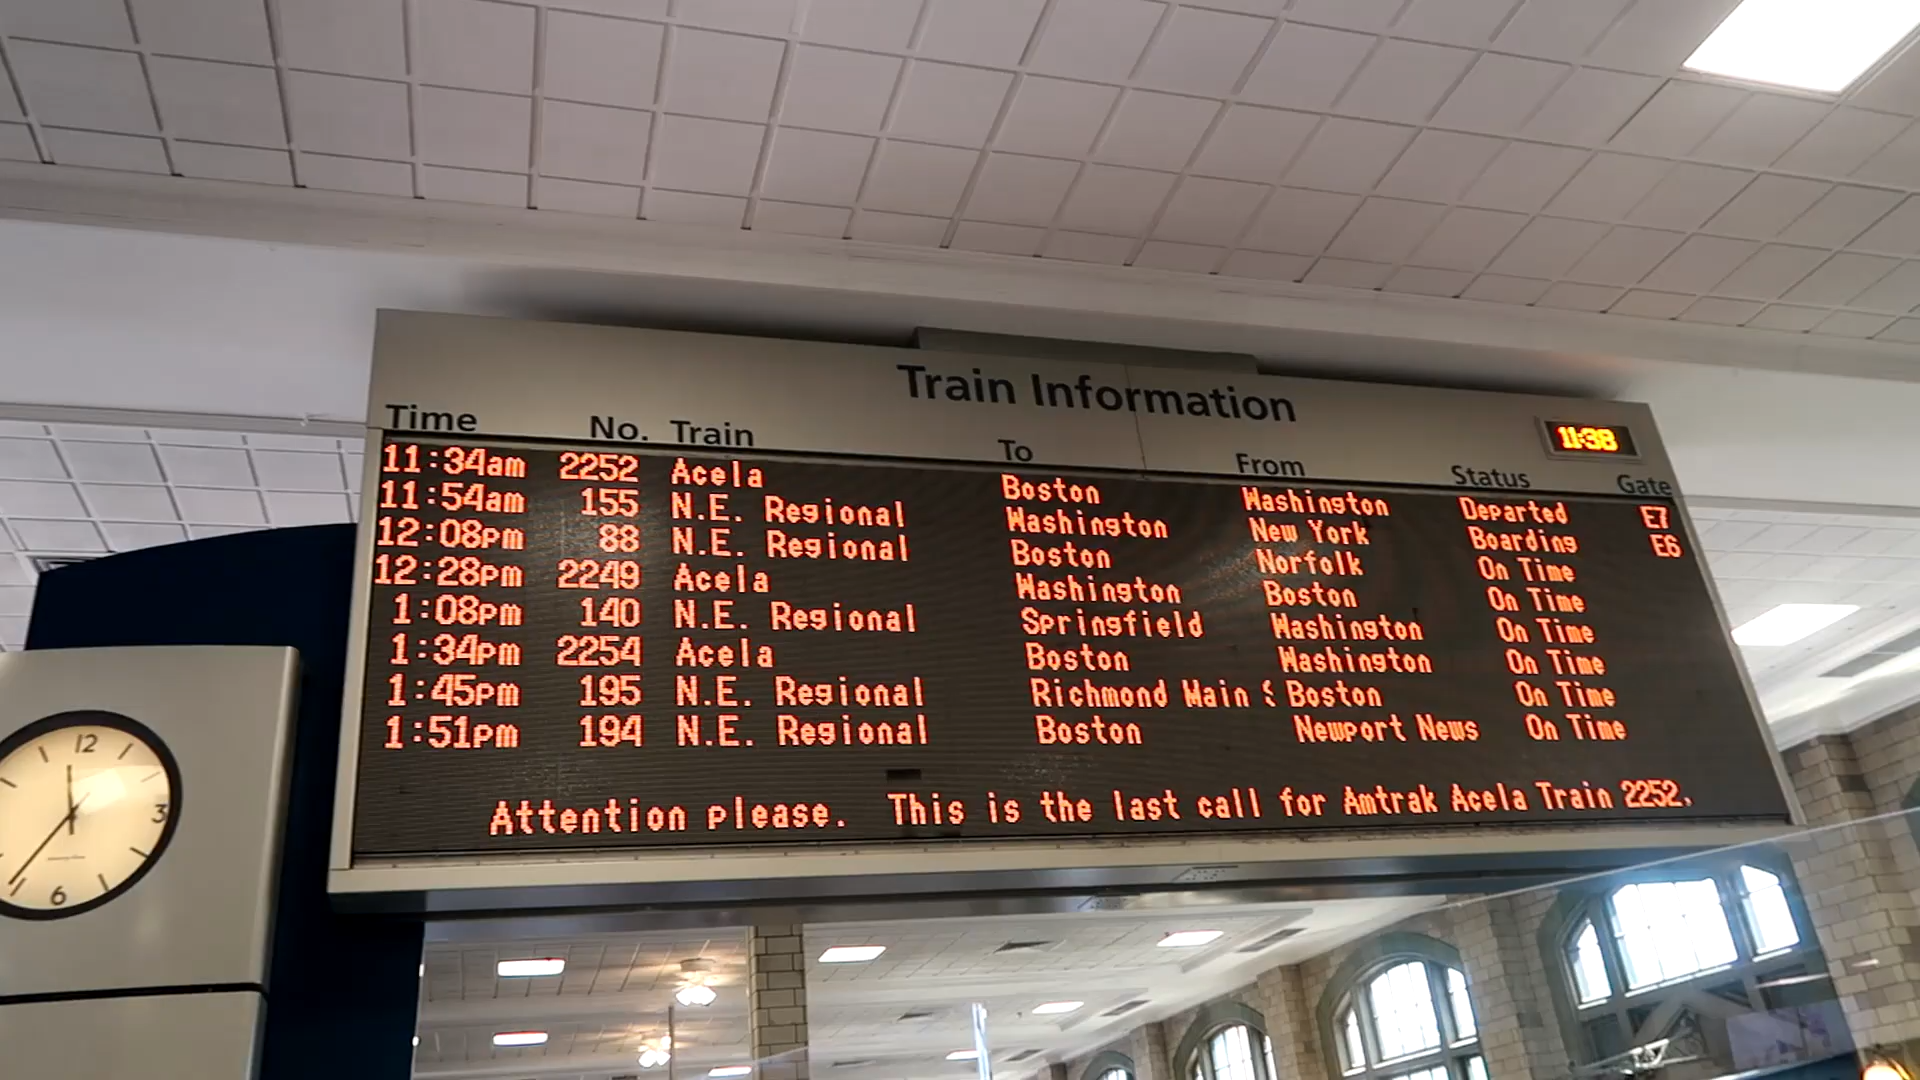 Train Information
11:38
Time No. Train To From Status Gate
11:34am 2252 Acela Boston Washington Departed E7
11:54am 155 N.E. Regional Washington New York Boarding E6
12:08pm 88 N.E. Regional Boston Norfolk On Time
12:28pm 2249 Acela Washington Boston On Time
1:08pm 140 N.E. Regional Springfield Washington On Time
1:34pm 2254 Acela Boston Washington On Time
1:45pm 195 N.E. Regional Richmond Main Boston On Time
1:51pm 194 N.E. Regional Boston Newport News On Time
Attention please. This is the last call for Amtrak Acela Train 2252.
12
3
6